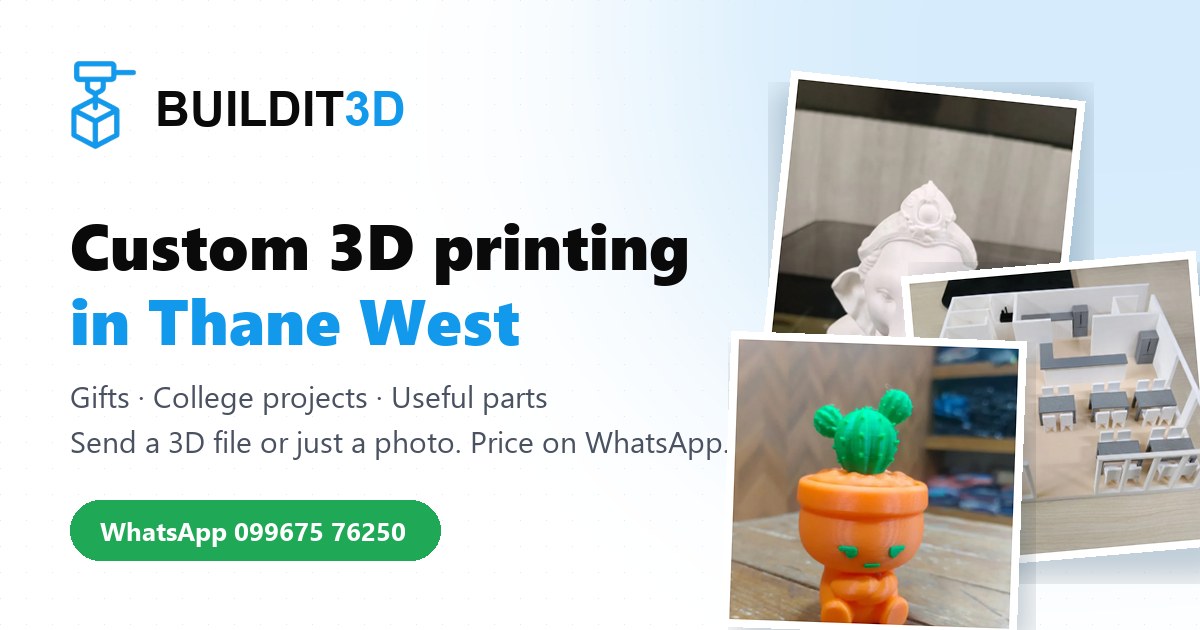 BUILDIT3D
Custom 3D printing
in Thane West
Gifts · College projects · Useful parts
Send a 3D file or just a photo. Price on WhatsApp.
WhatsApp 099675 76250